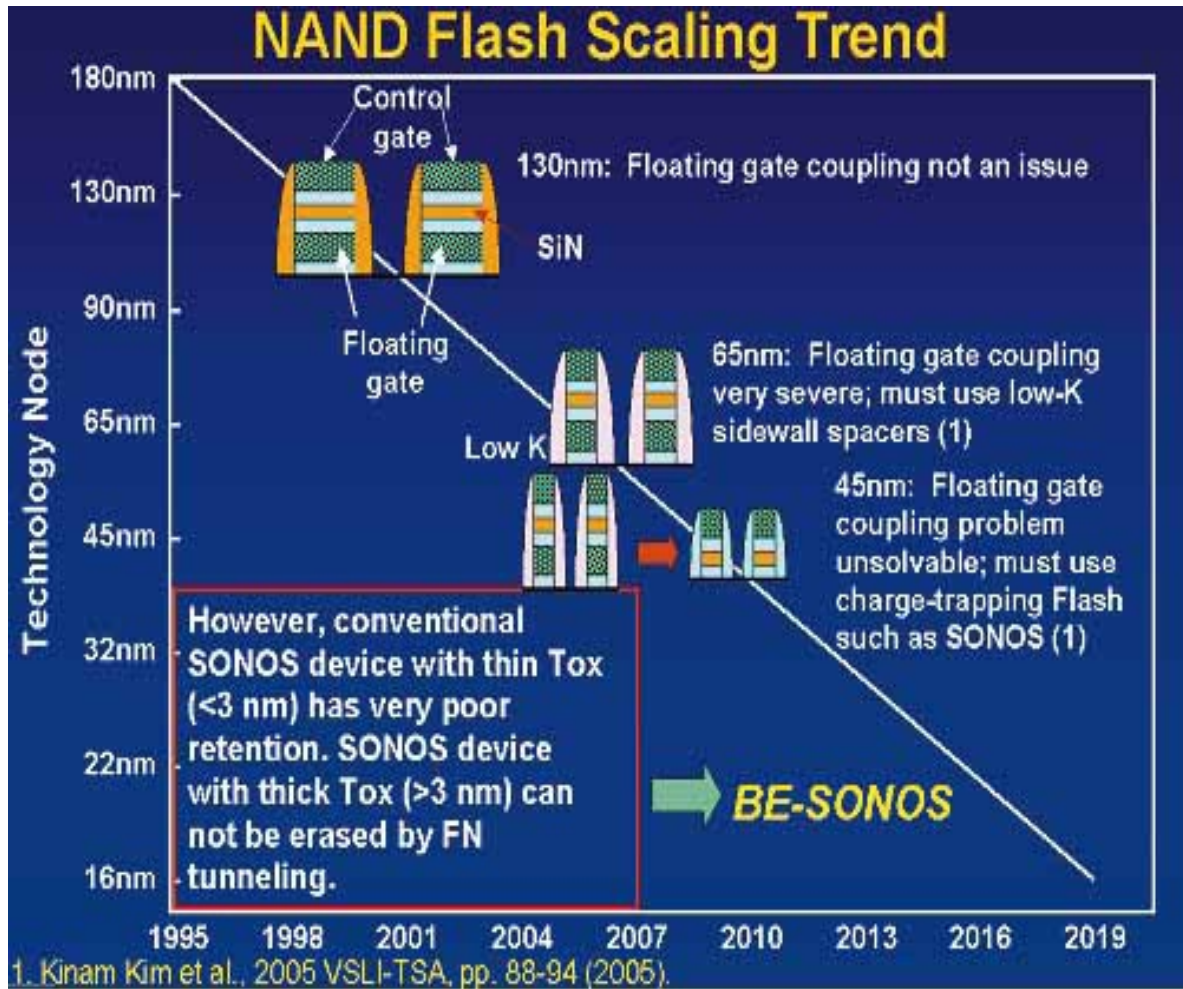 NAND Flash Scaling Trend
180nm
130nm
90nm
65nm
45nm
32nm
22nm
16nm
Technology Node
Control
gate
130nm: Floating gate coupling not an issue
SiN
Floating
gate
65nm: Floating gate coupling
very severe; must use low-K
sidewall spacers (1)
Low K
45nm: Floating gate
coupling problem
unsolvable; must use
charge-trapping Flash
such as SONOS (1)
However, conventional
SONOS device with thin Tox
(<3 nm) has very poor
retention. SONOS device
with thick Tox (>3 nm) can
not be erased by FN
tunneling.
BE-SONOS
1995 1998 2001 2004 2007 2010 2013 2016 2019
1. Kinam Kim et al., 2005 VSLI-TSA, pp. 88-94 (2005).